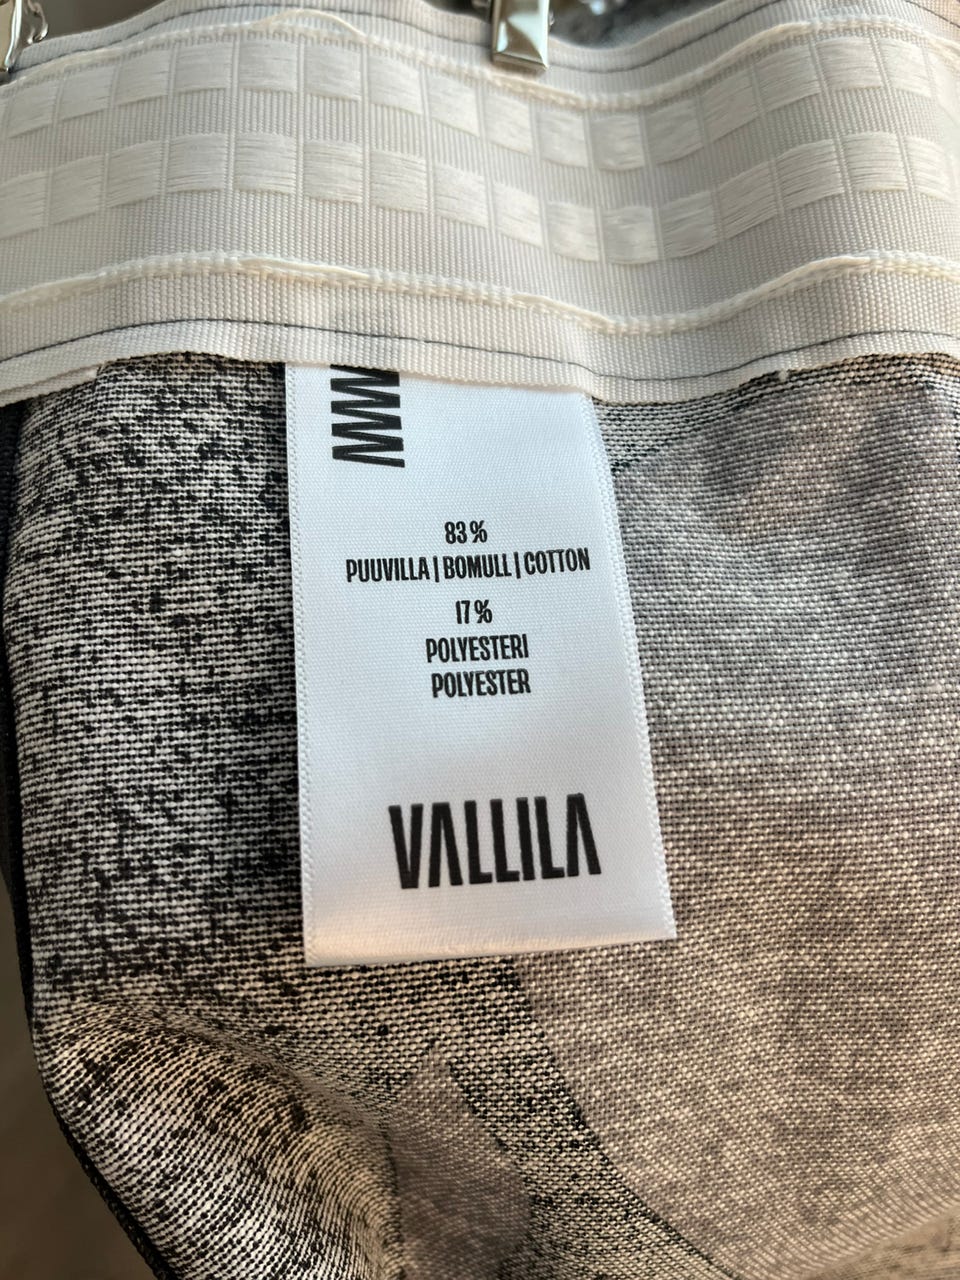 83 %
PUUVILLA | BOMULL | COTTON
17 %
POLYESTERI
POLYESTER
VALLILA